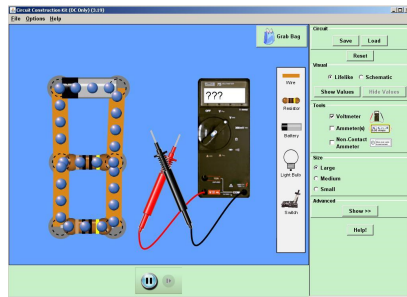 Circuit Construction Kit (DC Only) (3.19)
File Options Help
Grab Bag
???
Wire
Resistor
Battery
Light Bulb
Switch
Circuit
Save Load
Reset
Visual
Lifelike Schematic
Show Values Hide Values
Tools
Voltmeter
Ammeter(s)
Non-Contact
Ammeter
Size
Large
Medium
Small
Advanced
Show >>
Help!